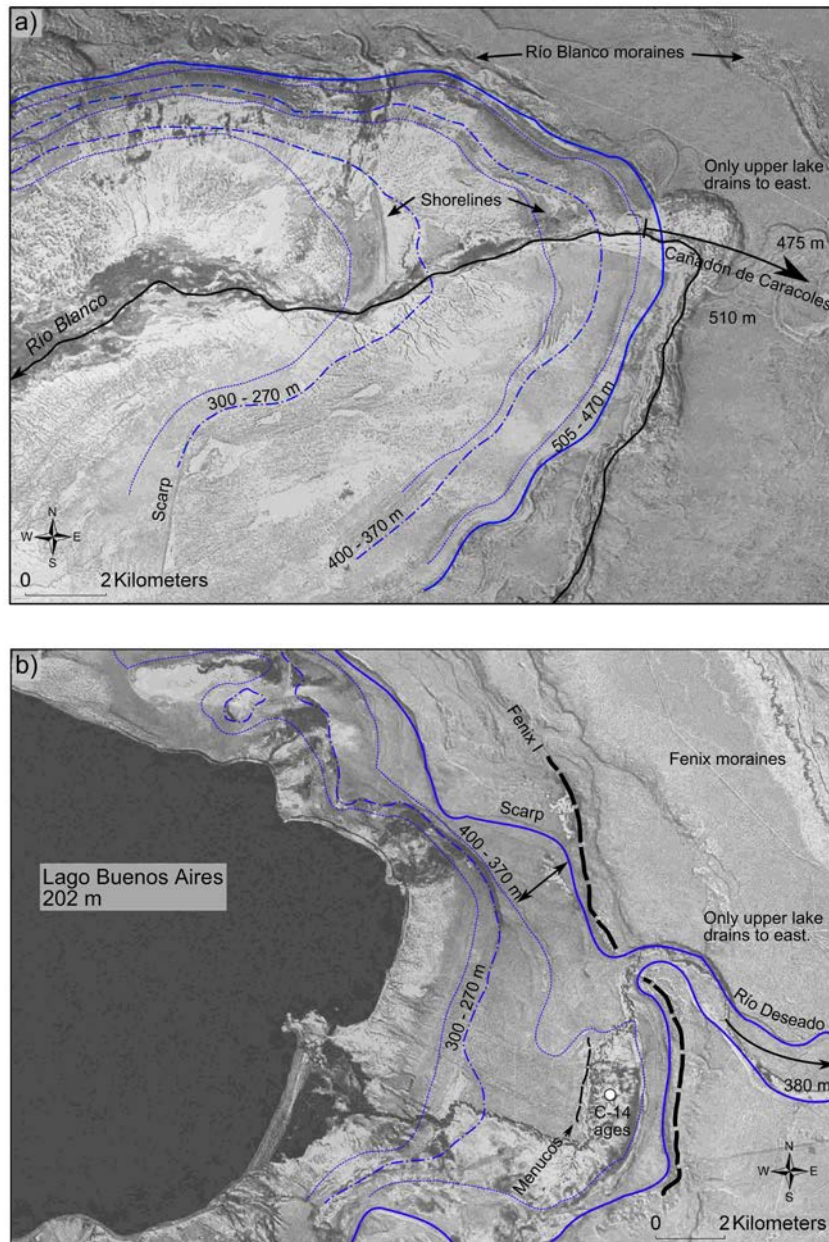 a)
Río Blanco moraines
Only upper lake
drains to east.
Shorelines
475 m
Cañadón de Caracoles
510 m
Río Blanco
300 - 270 m
505 - 470 m
Scarp
400 - 370 m
N
W E
S
0 2 Kilometers
b)
Fenix I
Fenix moraines
Scarp
400 - 370 m
Lago Buenos Aires
202 m
Only upper lake
drains to east.
Río Deseado
300 - 270 m
380 m
C-14
ages
Menucos
N
W E
S
0 2 Kilometers